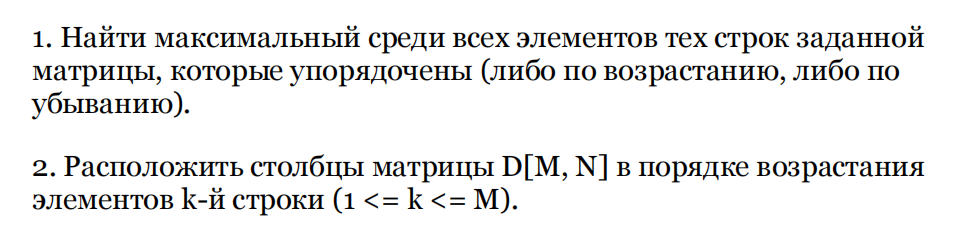 1. Найти максимальный среди всех элементов тех строк заданной
матрицы, которые упорядочены (либо по возрастанию, либо по
убыванию).
2. Расположить столбцы матрицы D[M, N] в порядке возрастания
элементов k-й строки (1 <= k <= M).